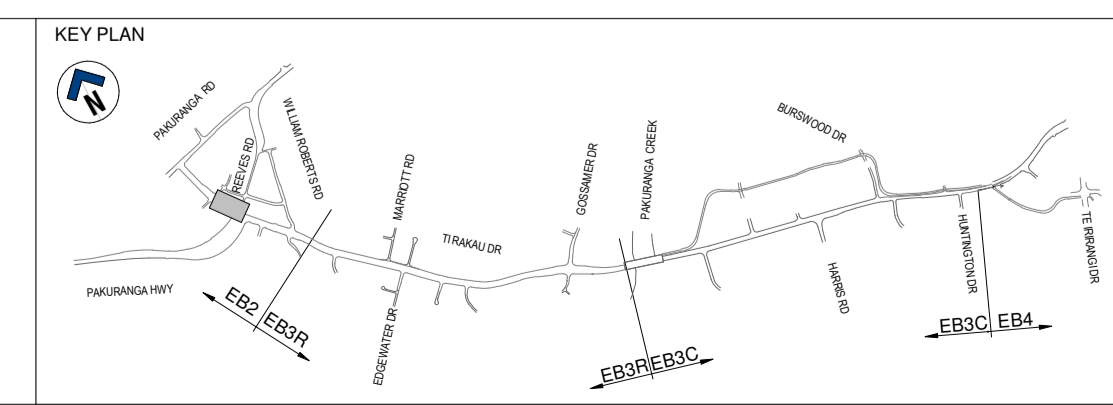 KEY PLAN
N
PAKURANGA RD
REEVES RD
WILLIAM ROBERTS RD
MARRIOTT RD
TI RAKAU DR
GOSSAMER DR
PAKURANGA CREEK
BURSWOOD DR
PAKURANGA HWY
EDGEWATER DR
HARRIS RD
HUNTINGTON DR
TE IRIRANGI DR
EB2 EB3R
EB3R EB3C
EB3C EB4